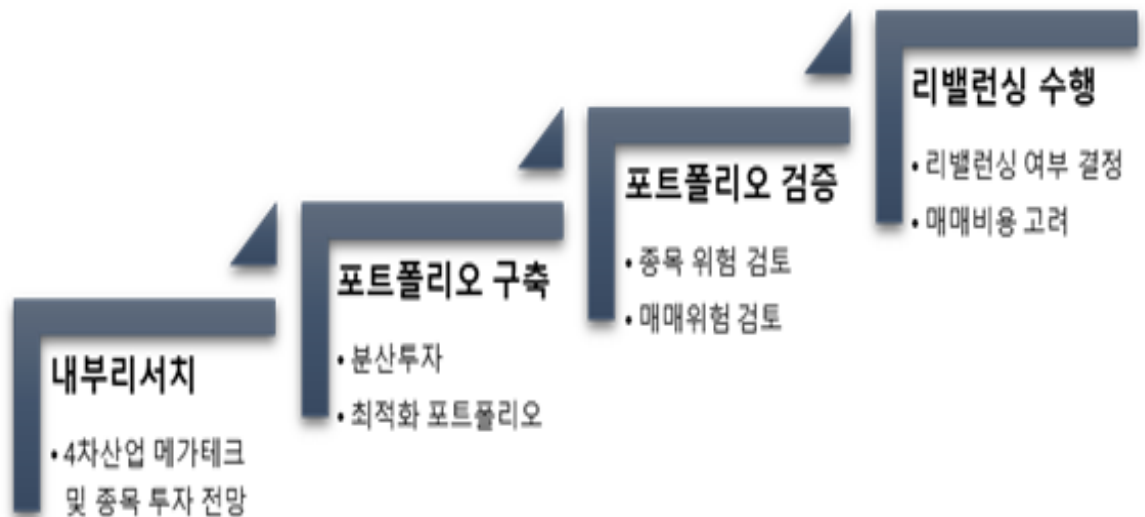 내부리서치
• 4차산업 메가테크
및 종목 투자 전망
포트폴리오 구축
• 분산투자
• 최적화 포트폴리오
포트폴리오 검증
• 종목 위험 검토
• 매매위험 검토
리밸런싱 수행
• 리밸런싱 여부 결정
• 매매비용 고려